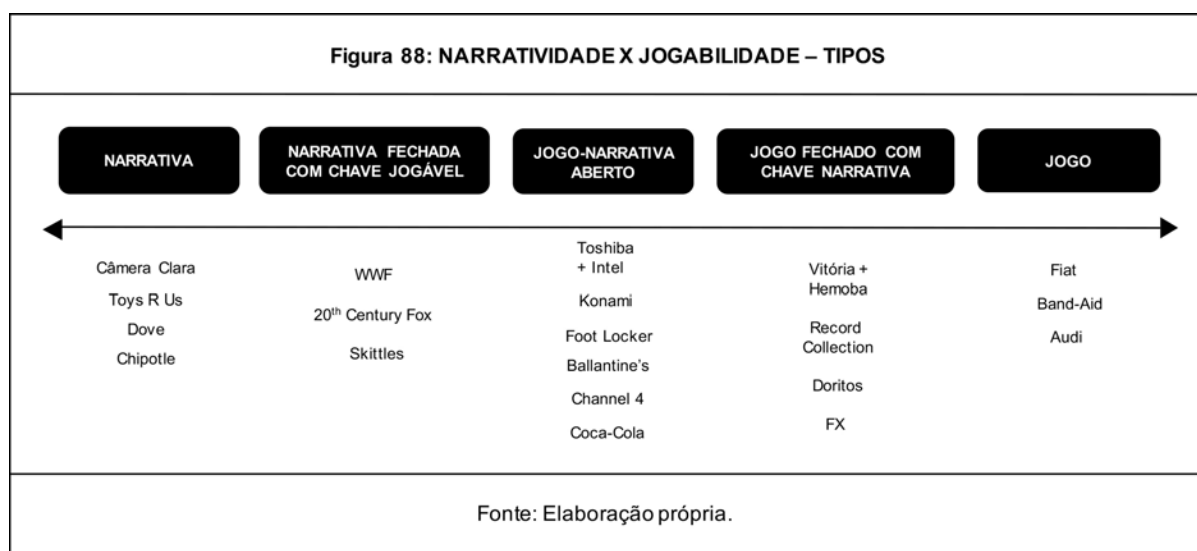 Figura 88: NARRATIVIDADE X JOGABILIDADE – TIPOS
NARRATIVA
NARRATIVA FECHADA
COM CHAVE JOGÁVEL
JOGO-NARRATIVA
ABERTO
JOGO FECHADO COM
CHAVE NARRATIVA
JOGO
Câmera Clara
Toys R Us
Dove
Chipotle
WWF
20th Century Fox
Skittles
Toshiba
+ Intel
Konami
Foot Locker
Ballantine's
Channel 4
Coca-Cola
Vitória +
Hemoba
Record
Collection
Doritos
FX
Fiat
Band-Aid
Audi
Fonte: Elaboração própria.